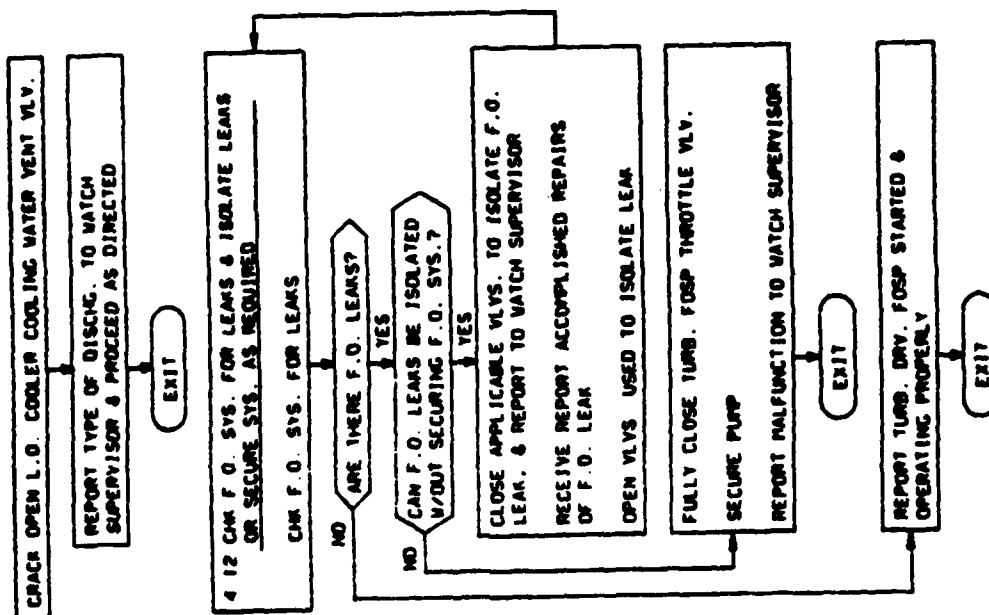 CRACK OPEN L.O. COOLER COOLING WATER VENT VLV.
REPORT TYPE OF DISCHG. TO WATCH
SUPERVISOR & PROCEED AS DIRECTED
EXIT
4 12 CHK F.O. SYS. FOR LEAKS & ISOLATE LEAKS
OR SECURE SYS. AS REQUIRED
CHK F.O. SYS. FOR LEAKS
ARE THERE F.O. LEAKS?
NO
YES
CAN F.O. LEAKS BE ISOLATED
W/OUT SECURING F.O. SYS.?
NO
YES
CLOSE APPLICABLE VLVS. TO ISOLATE F.O.
LEAK, & REPORT TO WATCH SUPERVISOR
RECEIVE REPORT ACCOMPLISHED REPAIRS
OF F.O. LEAK
OPEN VLVS USED TO ISOLATE LEAK
FULLY CLOSE TURB. FOSP THROTTLE VLV.
SECURE PUMP
REPORT MALFUNCTION TO WATCH SUPERVISOR
EXIT
REPORT TURB. DRV. FOSP STARTED &
OPERATING PROPERLY
EXIT